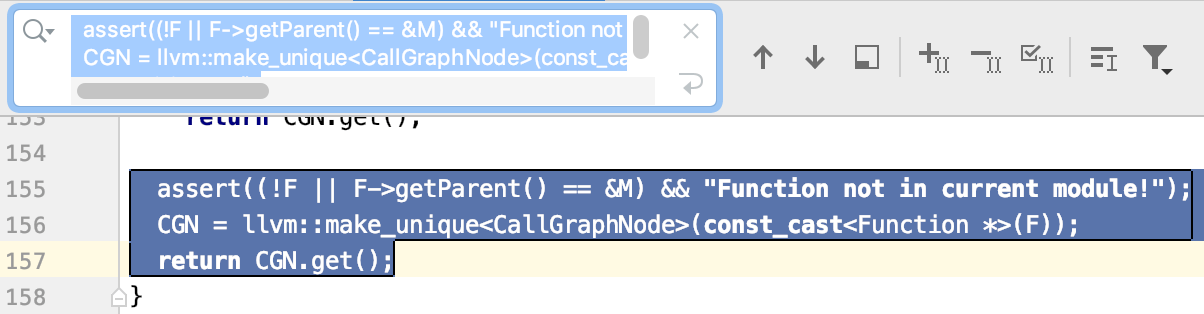 assert((!F || F->getParent() == &M) && "Function not
CGN = llvm::make_unique<CallGraphNode>(const_ca
153 return CGN.get();
154
155 assert((!F || F->getParent() == &M) && "Function not in current module!");
156 CGN = llvm::make_unique<CallGraphNode>(const_cast<Function *>(F));
157 return CGN.get();
158 }